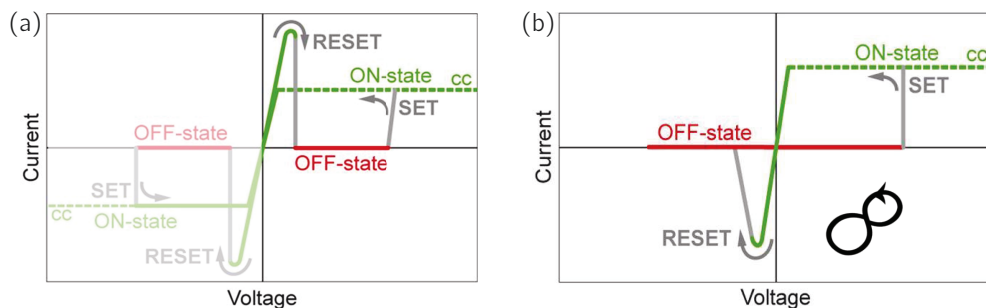 (a)
RESET
ON-state
cc
SET
OFF-state
OFF-state
SET
cc
ON-state
RESET
Current
Voltage
(b)
ON-state
cc
SET
OFF-state
RESET
Current
Voltage